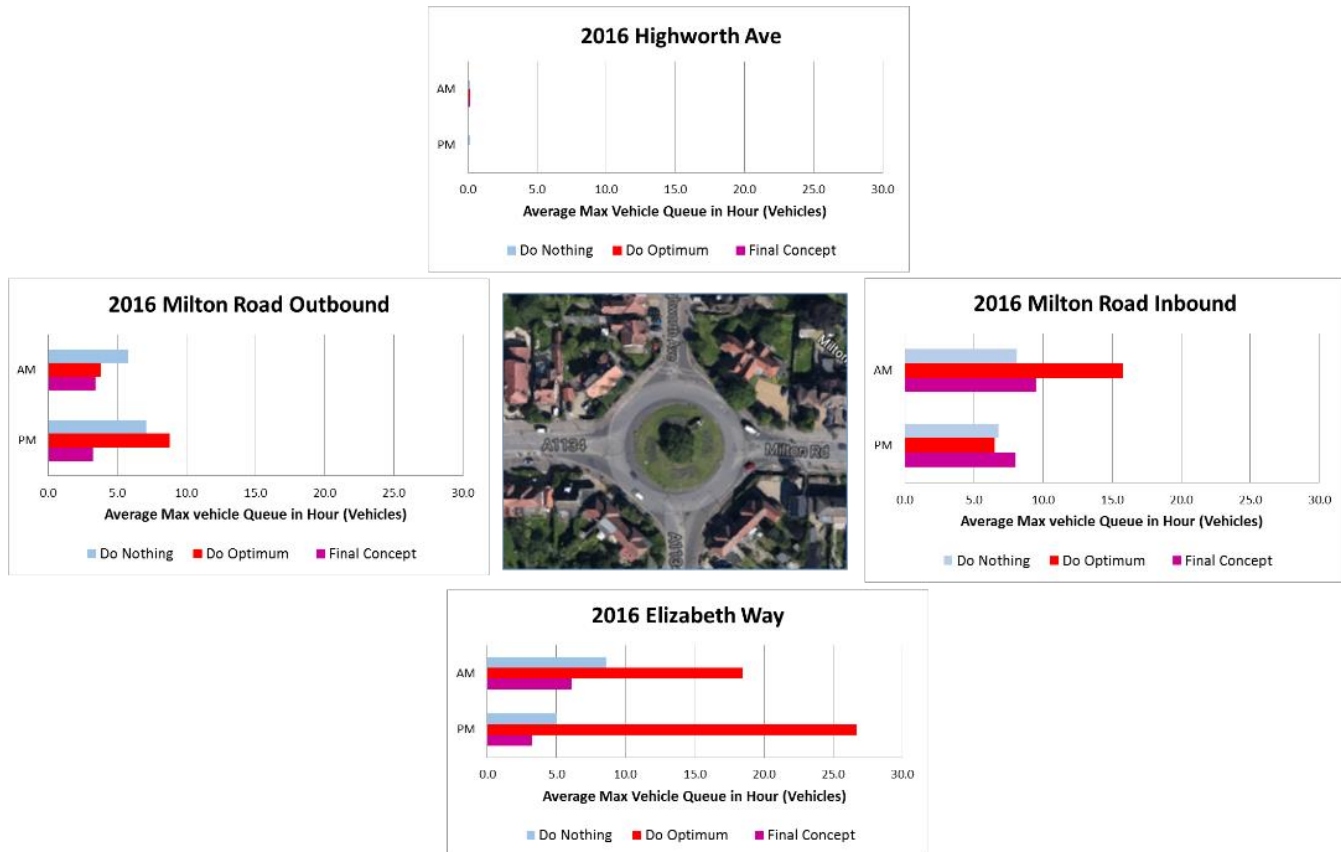 2016 Highworth Ave
AM
PM
0.0 5.0 10.0 15.0 20.0 25.0 30.0
Average Max Vehicle Queue in Hour (Vehicles)
Do Nothing Do Optimum Final Concept
2016 Milton Road Outbound
AM
PM
0.0 5.0 10.0 15.0 20.0 25.0 30.0
Average Max vehicle Queue in Hour (Vehicles)
Do Nothing Do Optimum Final Concept
Milton
A1134
Milton Rd
2016 Milton Road Inbound
AM
PM
0.0 5.0 10.0 15.0 20.0 25.0 30.0
Average Max Vehicle Queue in Hour (Vehicles)
Do Nothing Do Optimum Final Concept
2016 Elizabeth Way
AM
PM
0.0 5.0 10.0 15.0 20.0 25.0 30.0
Average Max Vehicle Queue in Hour (Vehicles)
Do Nothing Do Optimum Final Concept